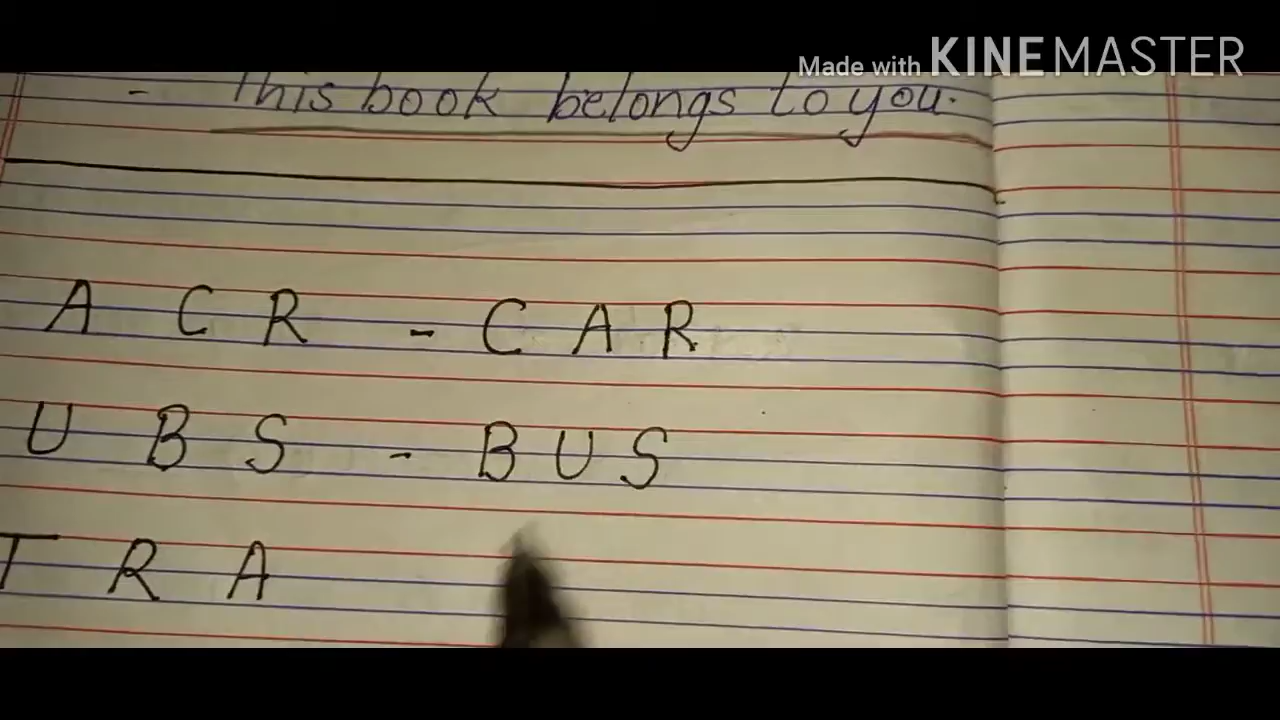 Made with KINEMASTER
- This book belongs to you.
A C R - C A R
U B S - B U S
T R A